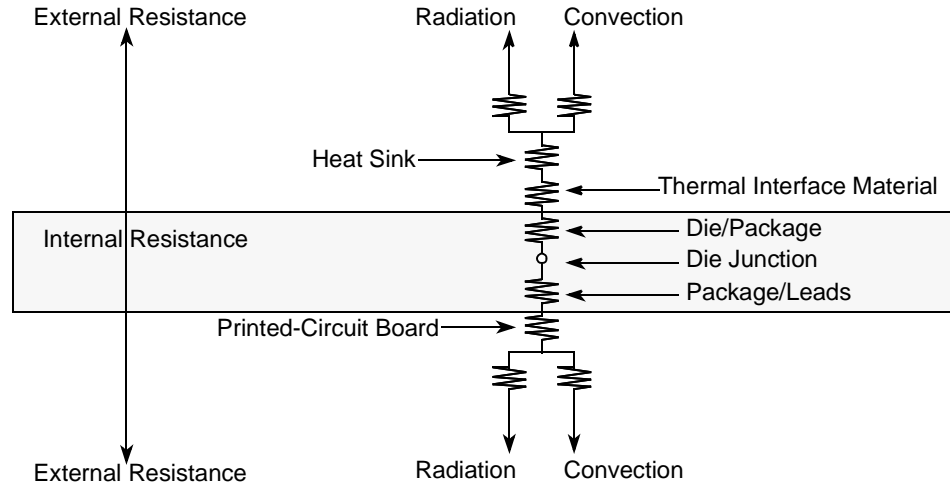 External Resistance
Radiation
Convection
Heat Sink
Thermal Interface Material
Internal Resistance
Die/Package
Die Junction
Package/Leads
Printed-Circuit Board
External Resistance
Radiation
Convection